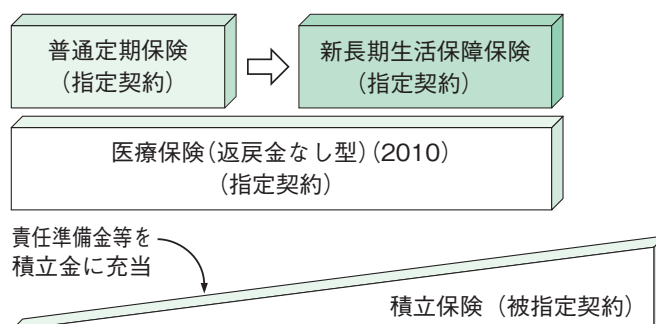 普通定期保険
（指定契約）
新長期生活保障保険
（指定契約）
医療保険（返戻金なし型）（2010）
（指定契約）
責任準備金等を
積立金に充当
積立保険（被指定契約）